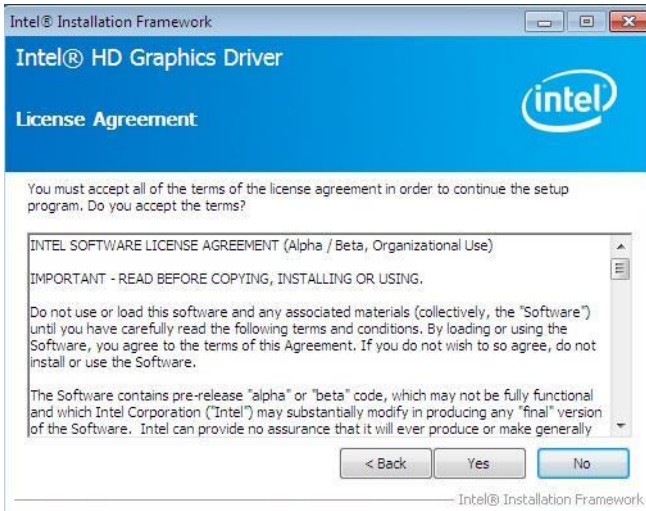 Intel® Installation Framework
Intel® HD Graphics Driver
intel
License Agreement
You must accept all of the terms of the license agreement in order to continue the setup
program. Do you accept the terms?
INTEL SOFTWARE LICENSE AGREEMENT (Alpha / Beta, Organizational Use)
IMPORTANT - READ BEFORE COPYING, INSTALLING OR USING.
Do not use or load this software and any associated materials (collectively, the "Software")
until you have carefully read the following terms and conditions. By loading or using the
Software, you agree to the terms of this Agreement. If you do not wish to so agree, do not
install or use the Software.
The Software contains pre-release "alpha" or "beta" code, which may not be fully functional
and which Intel Corporation ("Intel") may substantially modify in producing any "final" version
of the Software. Intel can provide no assurance that it will ever produce or make generally
< Back
Yes
No
Intel® Installation Framework